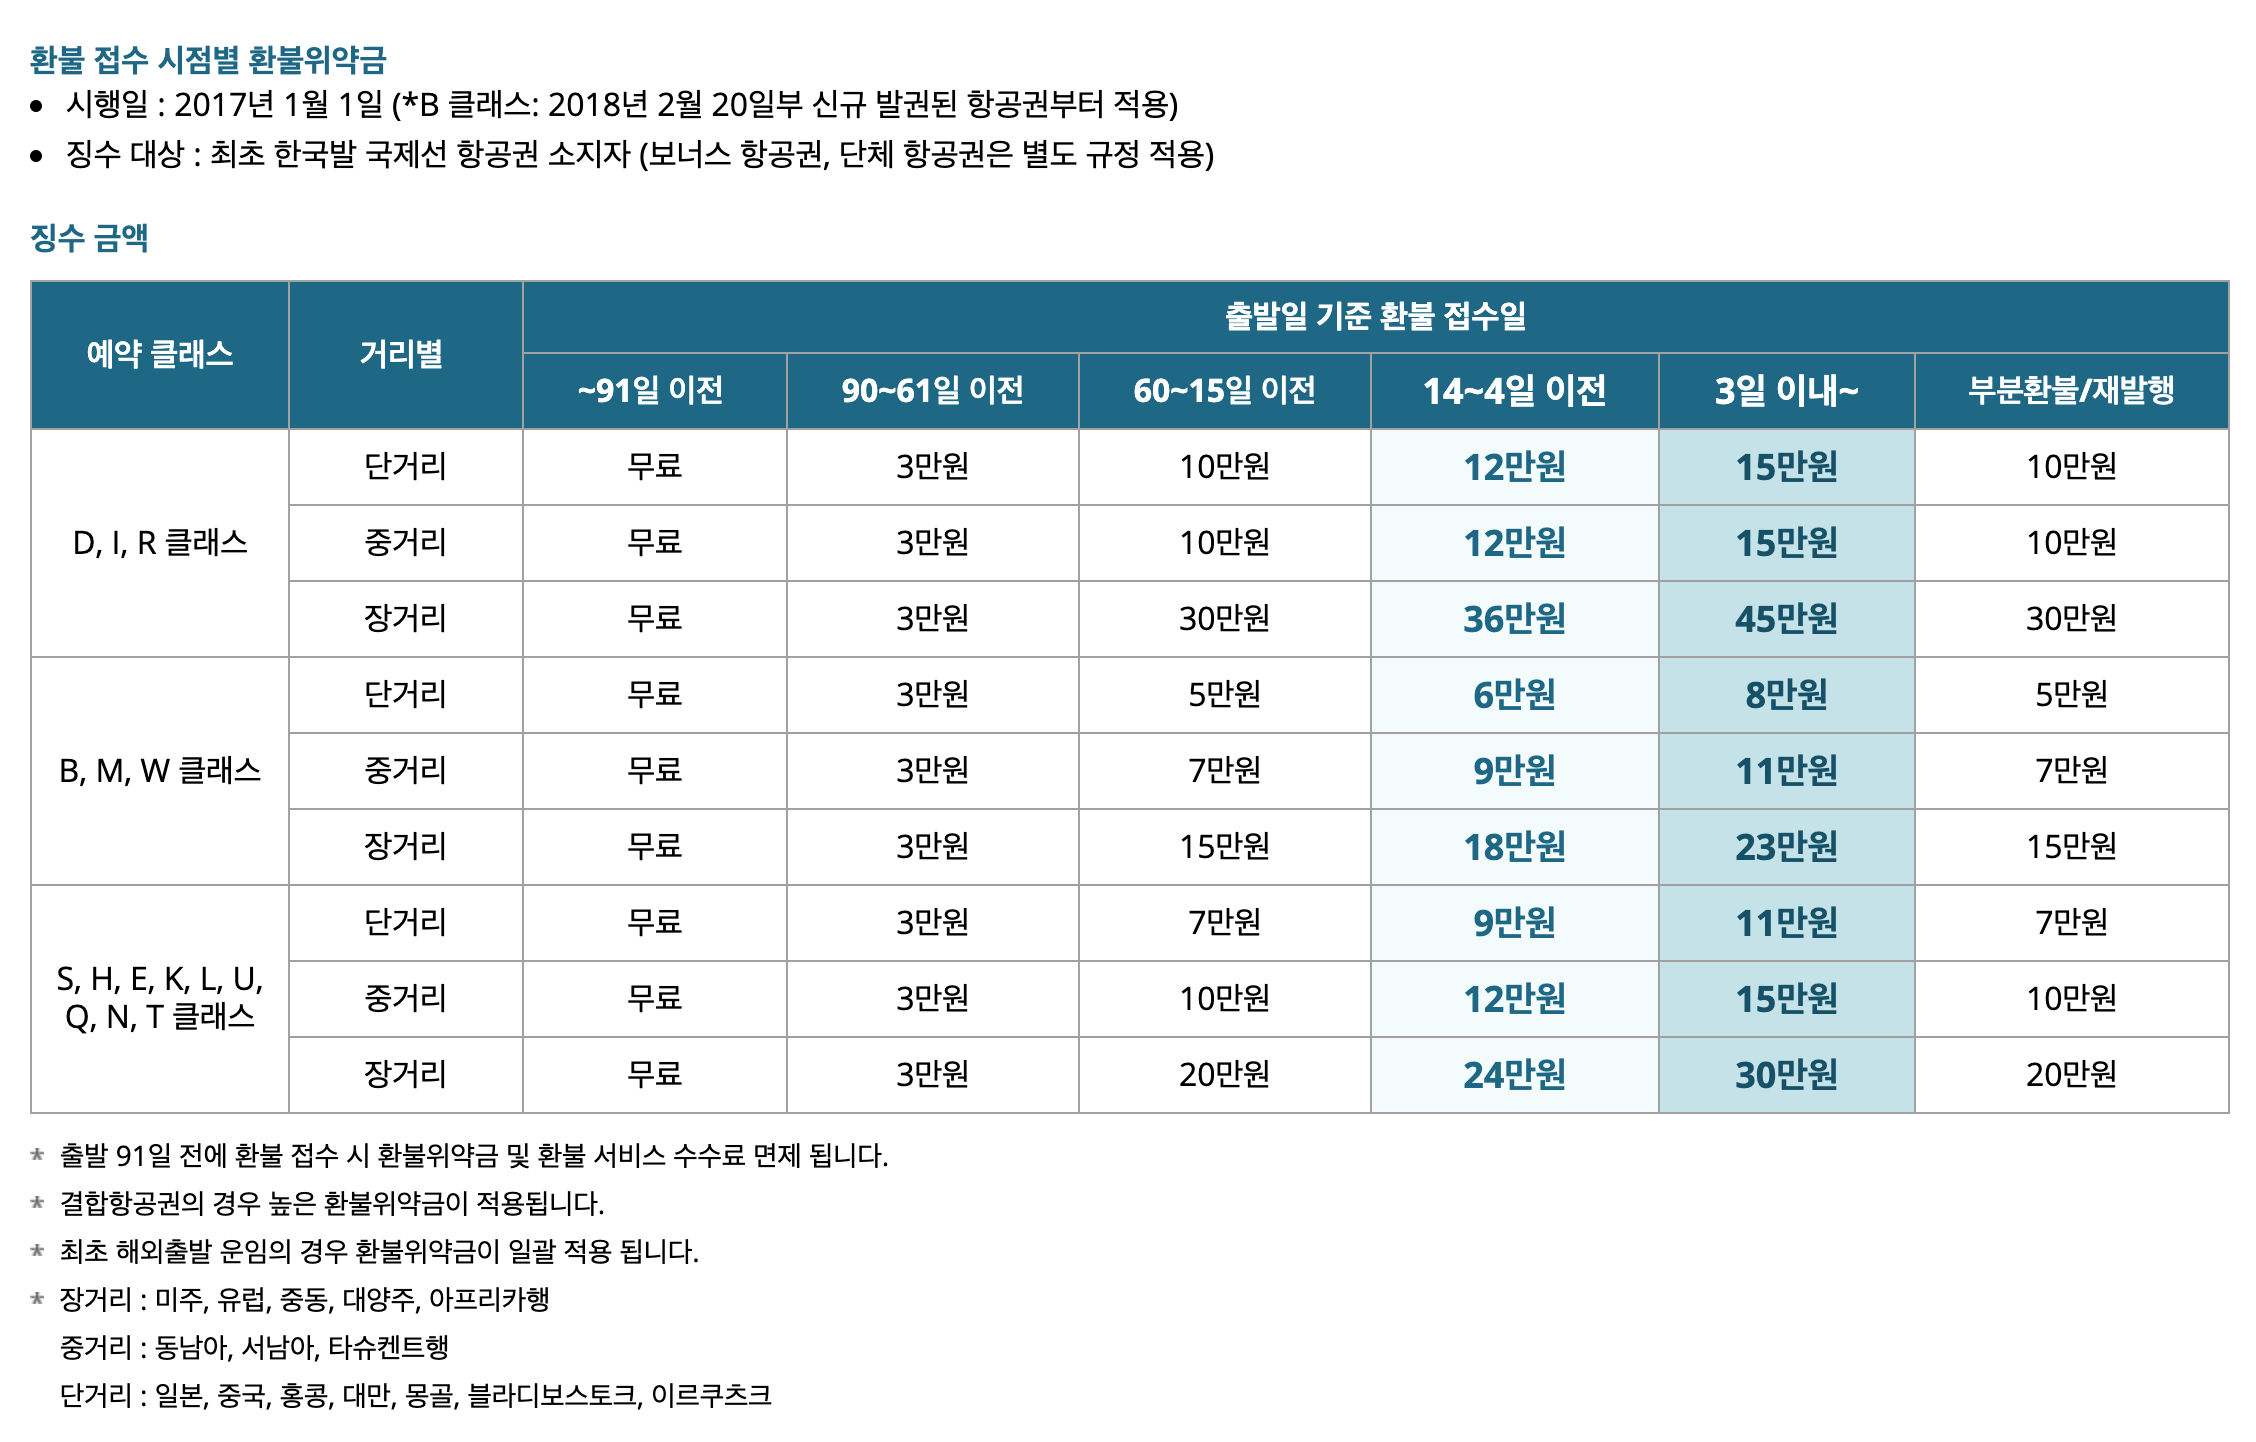 환불 접수 시점별 환불위약금
● 시행일 : 2017년 1월 1일 (*B 클래스: 2018년 2월 20일부 신규 발권된 항공권부터 적용)
● 징수 대상 : 최초 한국발 국제선 항공권 소지자 (보너스 항공권, 단체 항공권은 별도 규정 적용)
징수 금액
예약 클래스 거리별 출발일 기준 환불 접수일
~91일 이전 90~61일 이전 60~15일 이전 14~4일 이전 3일 이내~ 부분환불/재발행
D, I, R 클래스
단거리 무료 3만원 10만원 12만원 15만원 10만원
중거리 무료 3만원 10만원 12만원 15만원 10만원
장거리 무료 3만원 30만원 36만원 45만원 30만원
B, M, W 클래스
단거리 무료 3만원 5만원 6만원 8만원 5만원
중거리 무료 3만원 7만원 9만원 11만원 7만원
장거리 무료 3만원 15만원 18만원 23만원 15만원
S, H, E, K, L, U,
Q, N, T 클래스
단거리 무료 3만원 7만원 9만원 11만원 7만원
중거리 무료 3만원 10만원 12만원 15만원 10만원
장거리 무료 3만원 20만원 24만원 30만원 20만원
* 출발 91일 전에 환불 접수 시 환불위약금 및 환불 서비스 수수료 면제 됩니다.
* 결합항공권의 경우 높은 환불위약금이 적용됩니다.
* 최초 해외출발 운임의 경우 환불위약금이 일괄 적용 됩니다.
* 장거리 : 미주, 유럽, 중동, 대양주, 아프리카행
중거리 : 동남아, 서남아, 타슈켄트행
단거리 : 일본, 중국, 홍콩, 대만, 몽골, 블라디보스토크, 이르쿠츠크